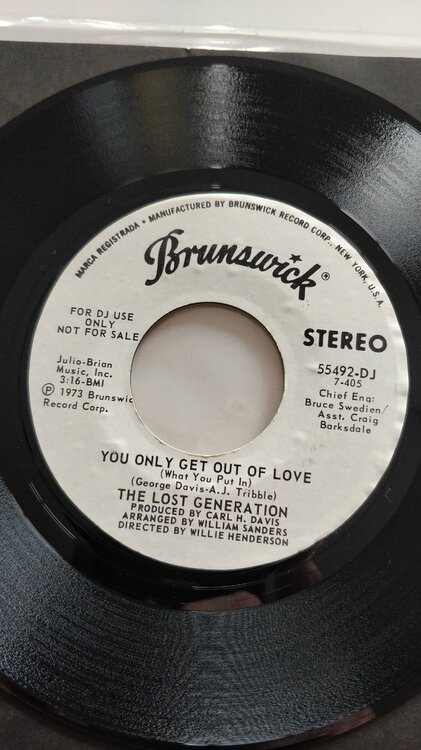 MARCA REGISTRADA • MANUFACTURED BY BRUNSWICK RECORD CORP., NEW YORK, U.S.A.
Brunswick®
FOR DJ USE
ONLY
NOT FOR SALE
STEREO
Julio-Brian
Music, Inc.
3:16-BMI
Ⓟ 1973 Brunswic
Record Corp.
55492-DJ
7-405
Chief Eng:
Bruce Swedien/
Asst. Craig
Barksdale
YOU ONLY GET OUT OF LOVE
(What You Put In)
(George Davis-A.J. Tribble)
THE LOST GENERATION
PRODUCED BY CARL H. DAVIS
ARRANGED BY WILLIAM SANDERS
DIRECTED BY WILLIE HENDERSON